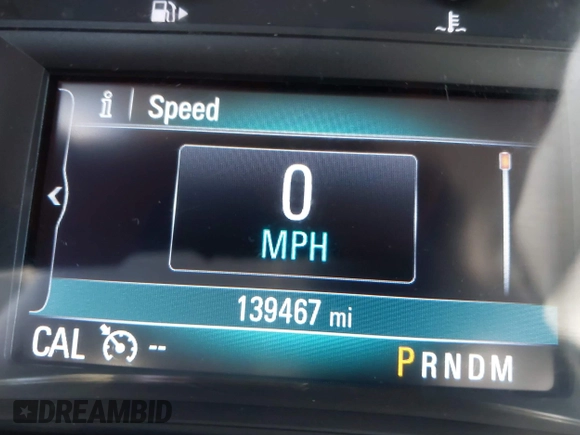 Speed
0
MPH
139467 mi
CAL -- PRNDM
DREAMBID